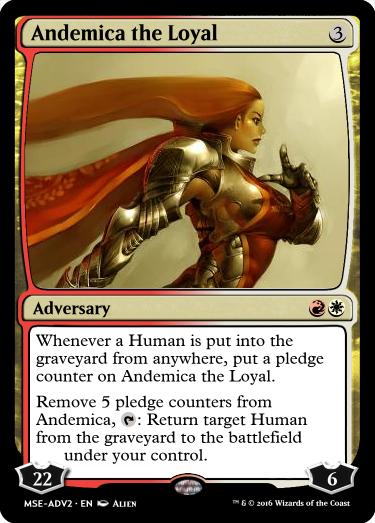 Andemica the Loyal 3
Adversary
Whenever a Human is put into the
graveyard from anywhere, put a pledge
counter on Andemica the Loyal.
Remove 5 pledge counters from
Andemica, : Return target Human
from the graveyard to the battlefield
under your control.
22
6
MSE-ADV2 • EN Alien
™ & © 2016 Wizards of the Coast